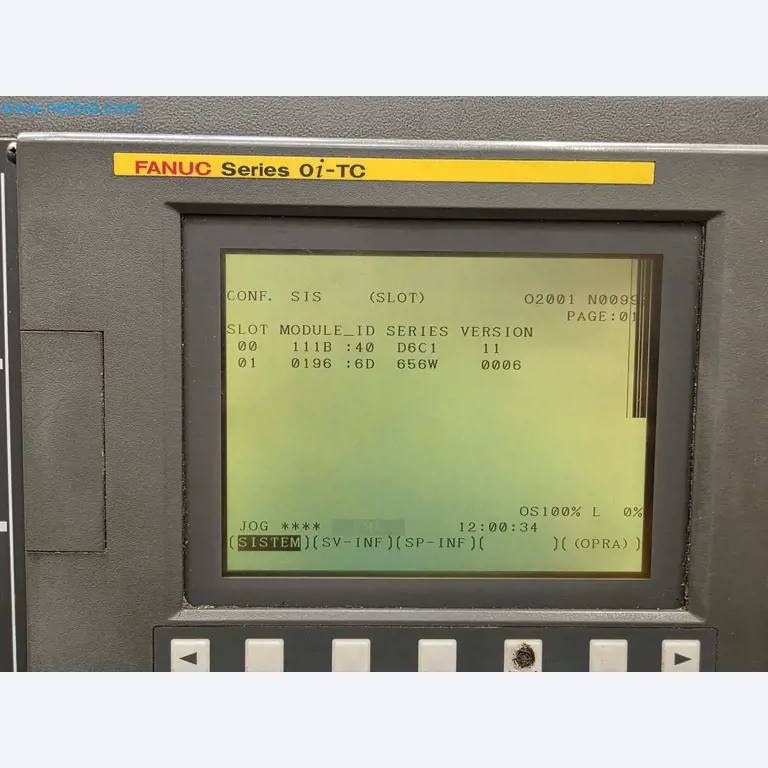 www.netbid.com
FANUC Series 0i-TC
CONF. SIS (SLOT) O2001 N0099
PAGE:01
SLOT MODULE_ID SERIES VERSION
00 111B :40 D6C1 11
01 0196 :6D 656W 0006
OS100% L 0%
JOG **** 12:00:34
(SISTEM)(SV-INF)(SP-INF)( )((OPRA))